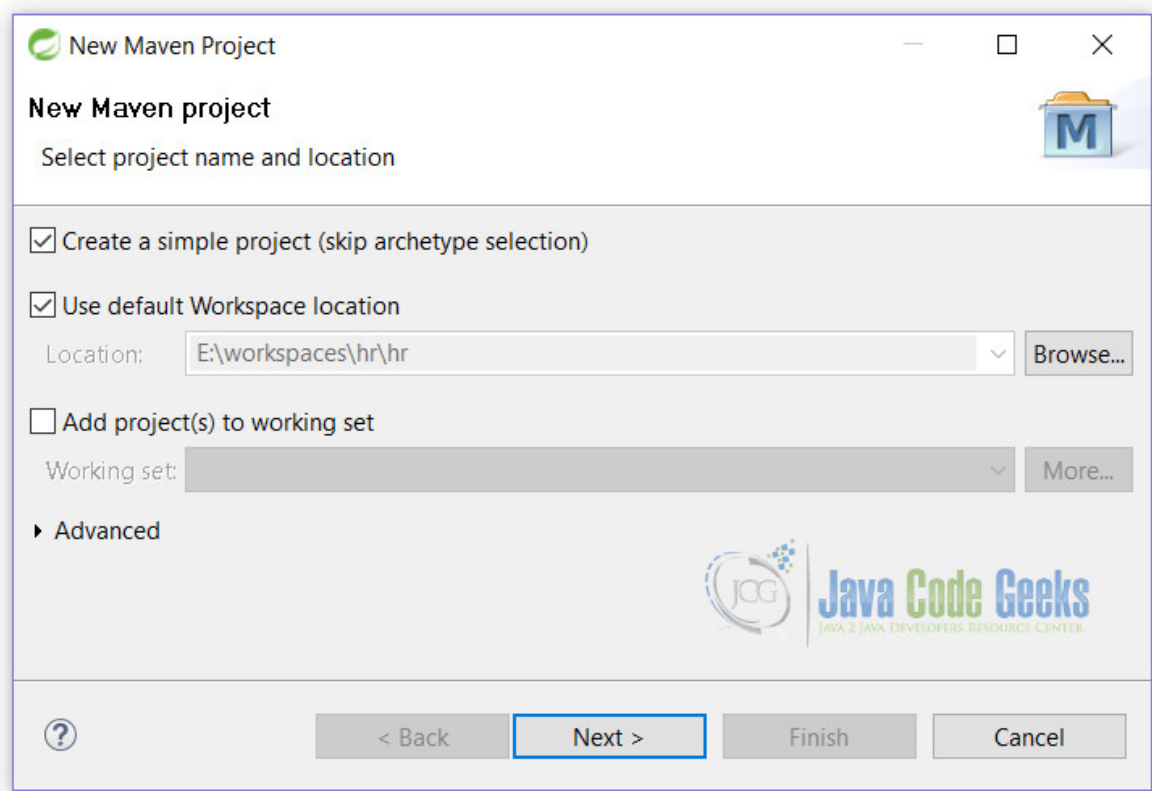 New Maven Project
New Maven project
M
Select project name and location
Create a simple project (skip archetype selection)
Use default Workspace location
Location: E:\workspaces\hr\hr Browse...
Add project(s) to working set
Working set: More...
Advanced
JCG Java Code Geeks
JAVA 2 JAVA DEVELOPERS RESOURCE CENTER
? < Back Next > Finish Cancel